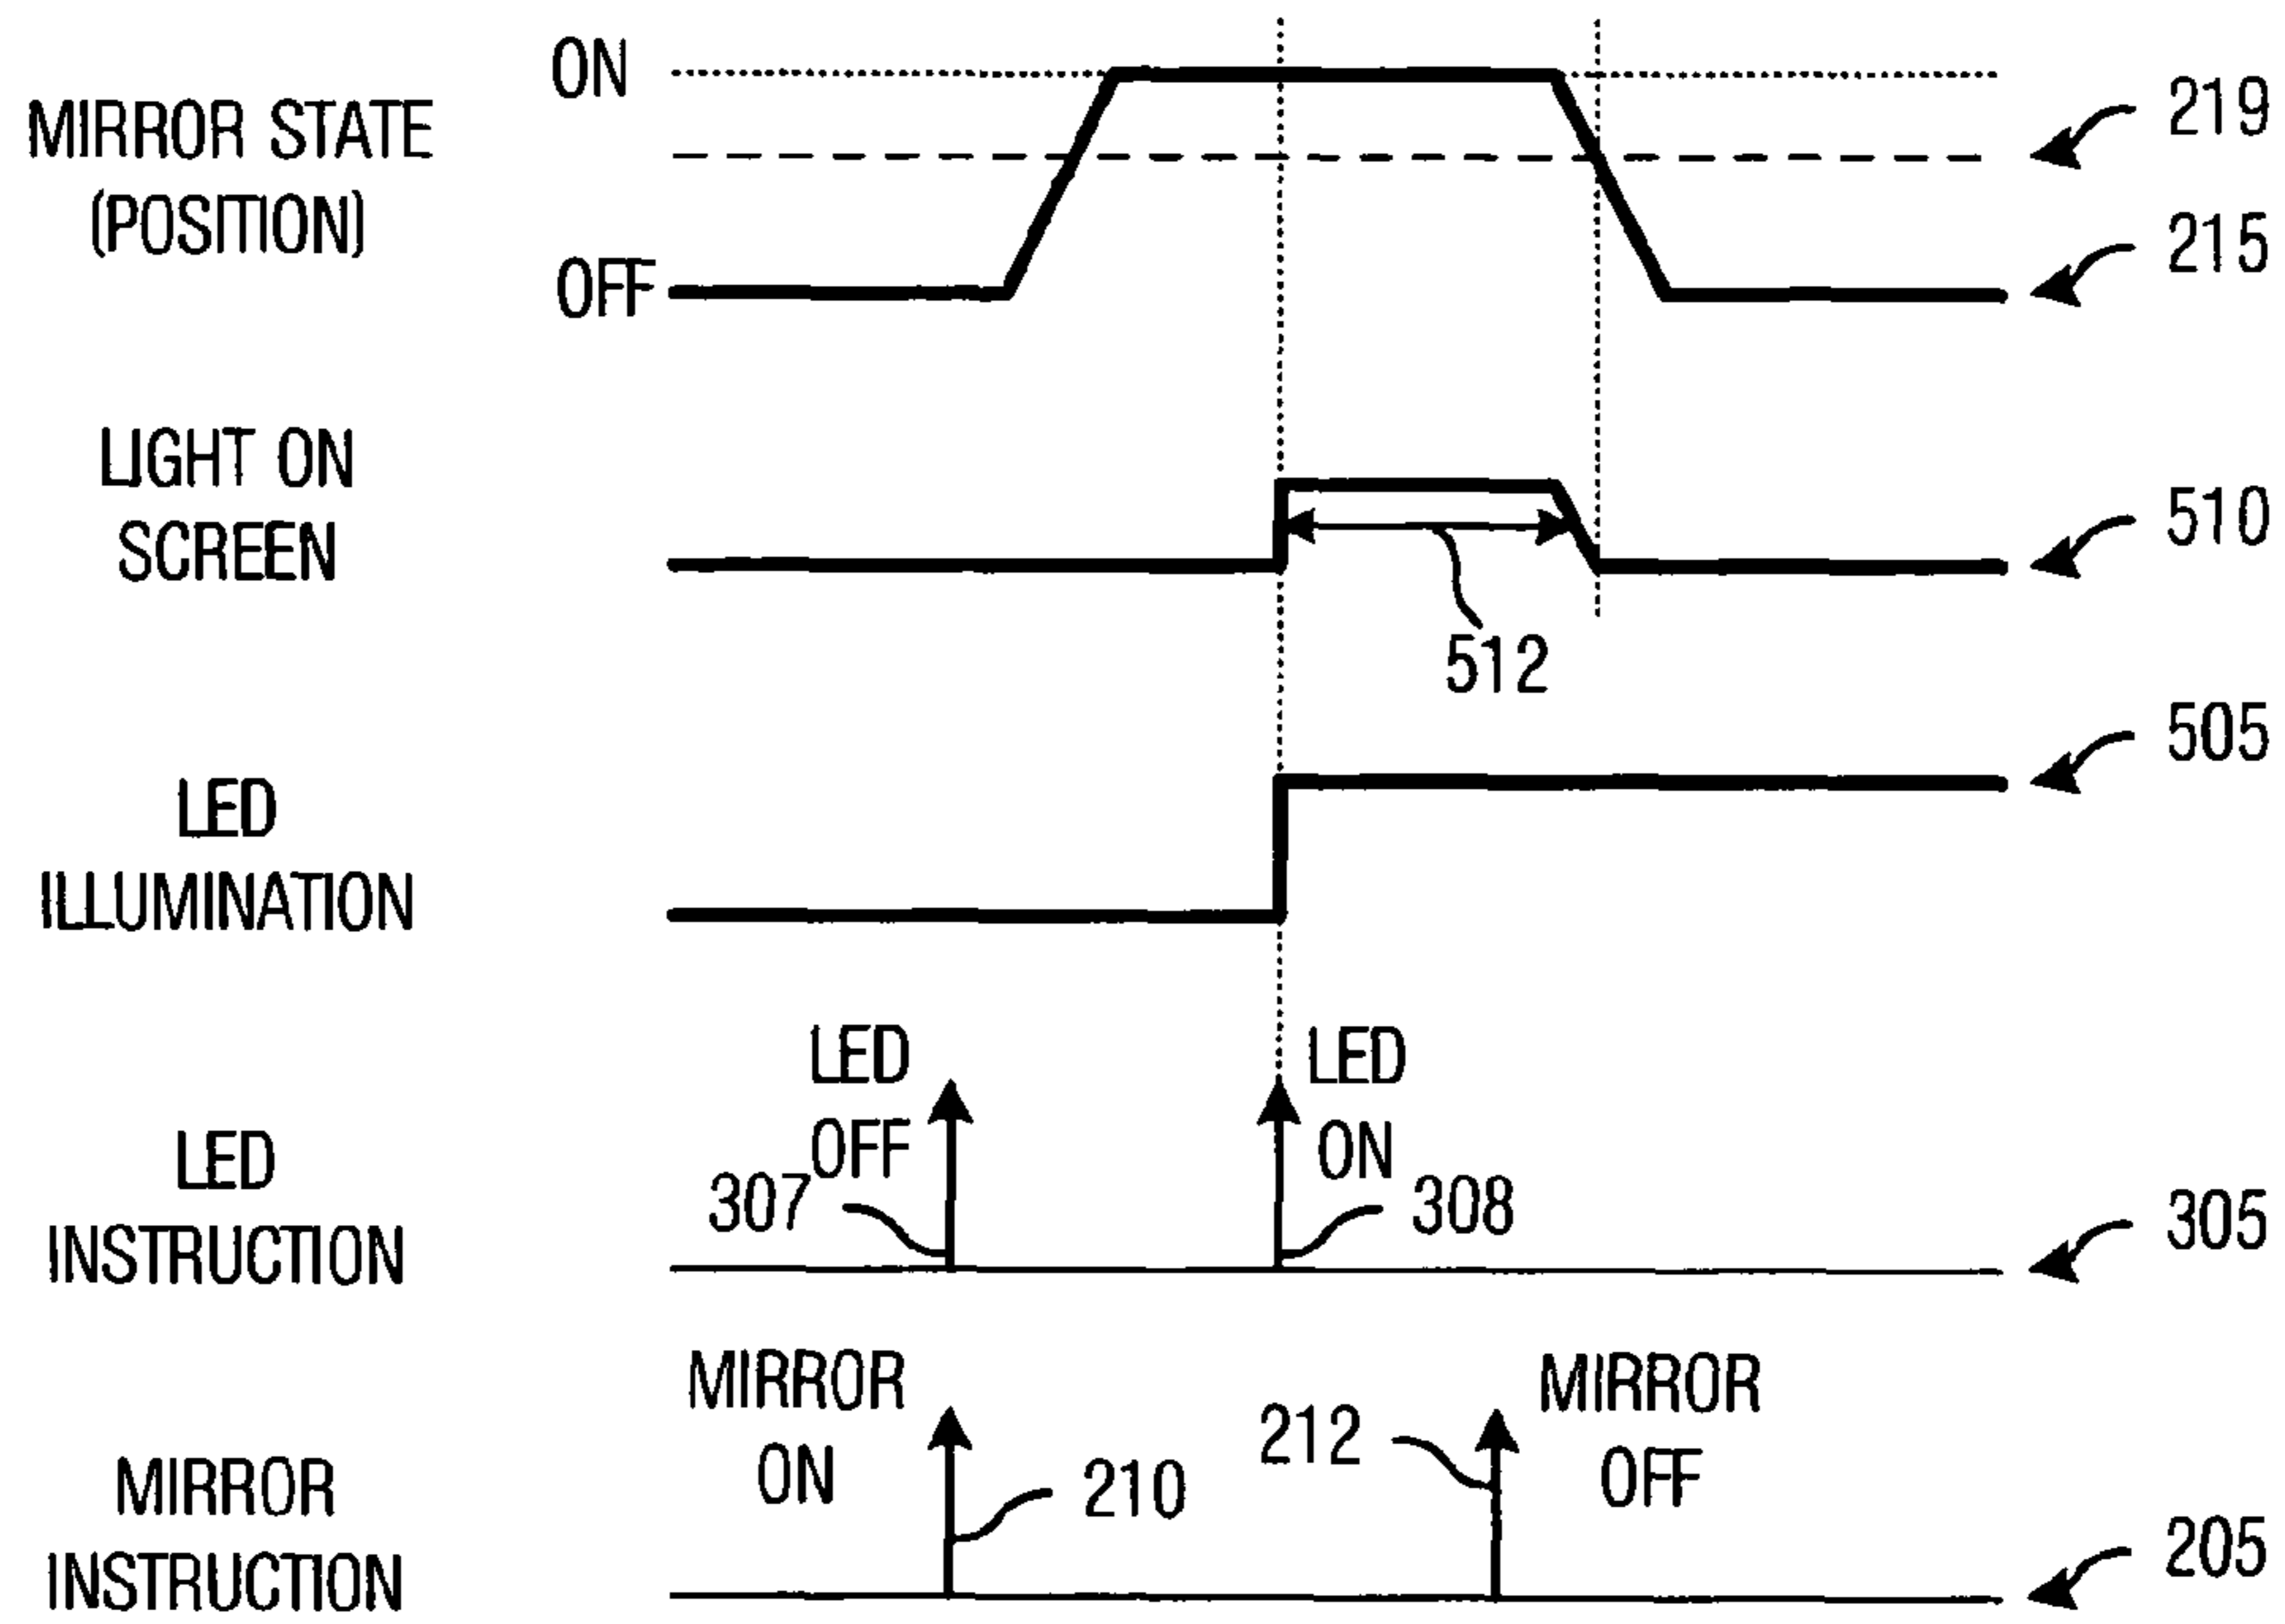 ON
MIRROR STATE
(POSITION)
OFF
219
215
LIGHT ON
SCREEN
510
512
505
LED
ILLUMINATION
LED
OFF
LED
ON
307
308
LED
INSTRUCTION
305
MIRROR
ON
210
212
MIRROR
OFF
MIRROR
INSTRUCTION
205